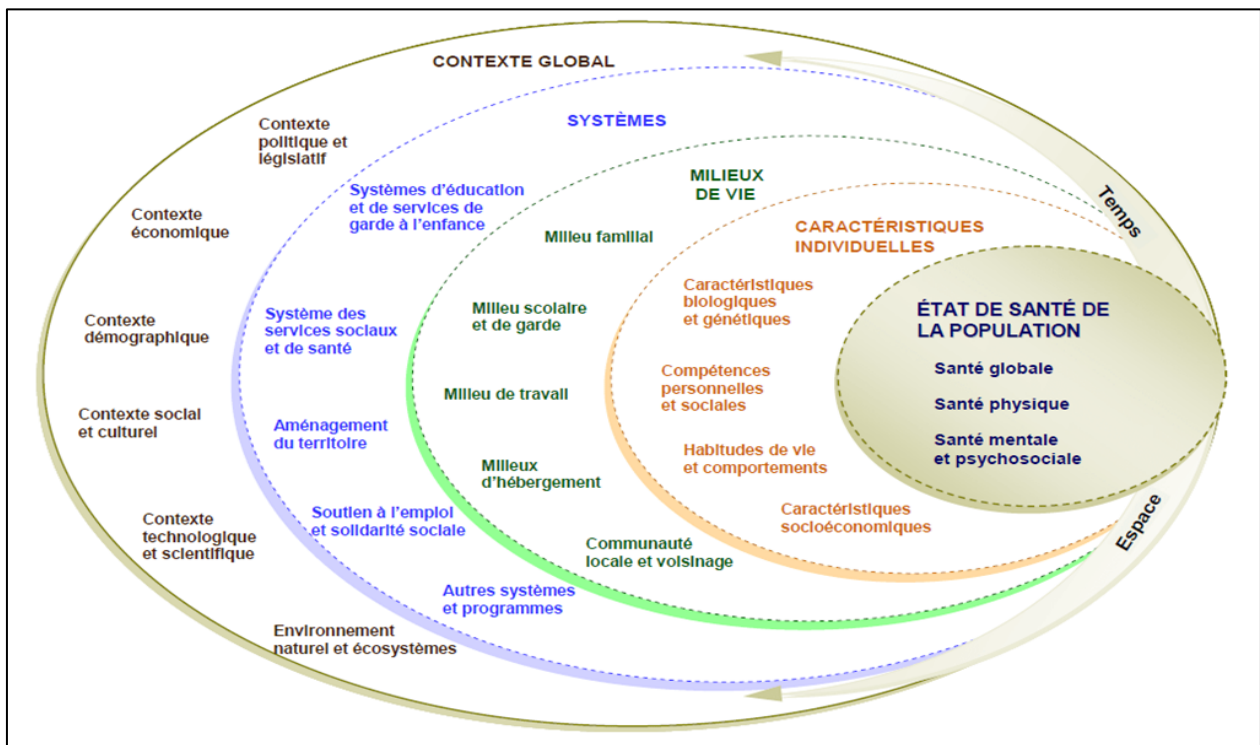 CONTEXTE GLOBAL
Contexte
politique et
législatif
Contexte
économique
Contexte
démographique
Contexte social
et culturel
Contexte
technologique
et scientifique
Environnement
naturel et écosystèmes
SYSTÈMES
Systèmes d'éducation
et de services de
garde à l'enfance
Système des
services sociaux
et de santé
Aménagement
du territoire
Soutien à l'emploi
et solidarité sociale
Autres systèmes
et programmes
MILIEUX
DE VIE
Milieu familial
Milieu scolaire
et de garde
Milieu de travail
Milieux
d'hébergement
Communauté
locale et voisinage
CARACTÉRISTIQUES
INDIVIDUELLES
Caractéristiques
biologiques
et génétiques
Compétences
personnelles
et sociales
Habitudes de vie
et comportements
Caractéristiques
socioéconomiques
ÉTAT DE SANTÉ DE
LA POPULATION
Santé globale
Santé physique
Santé mentale
et psychosociale
Temps
Espace